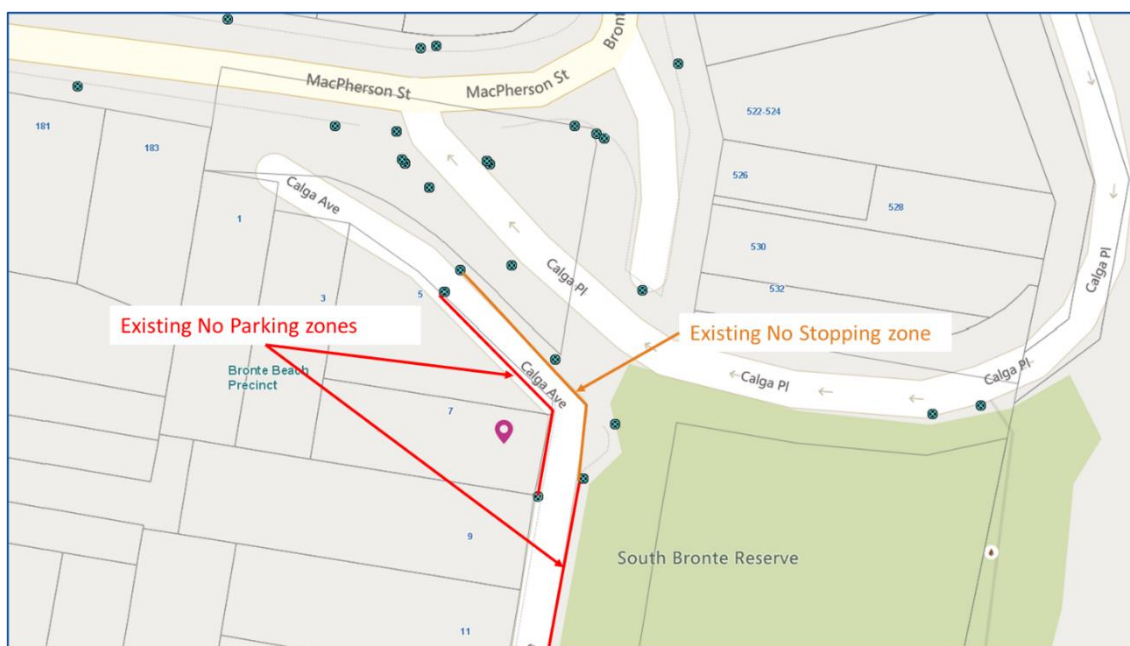 Bront
MacPherson St
MacPherson St
181
183
522-524
526
528
530
532
Calga Ave
1
3
5
Calga Pl
Calga Pl
Existing No Parking zones
Existing No Stopping zone
Bronte Beach
Precinct
Calga Ave
Calga Pl
Calga Pl
7
9
South Bronte Reserve
11